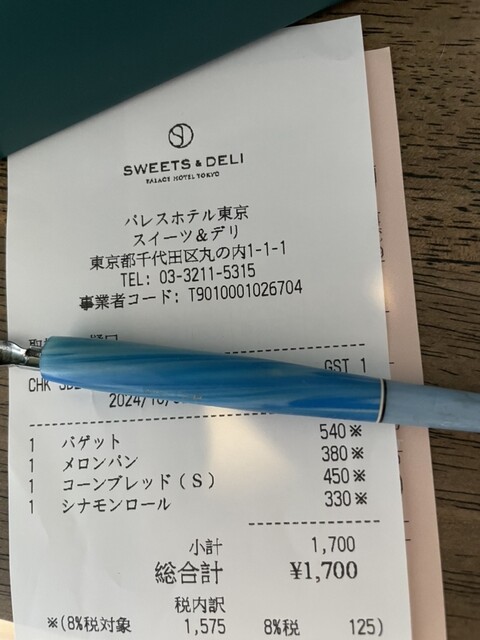 SWEETS & DELI
PALACE HOTEL TOKYO
パレスホテル東京
スイーツ＆デリ
東京都千代田区丸の内1-1-1
TEL: 03-3211-5315
事業者コード: T9010001026704
GST 1
CHK
2024/10/
1 バゲット 540※
1 メロンパン 380※
1 コーンブレッド(S) 450※
1 シナモンロール 330※
小計 1,700
総合計 ¥1,700
税内訳
※(8%税対象 1,575 8%税 125)